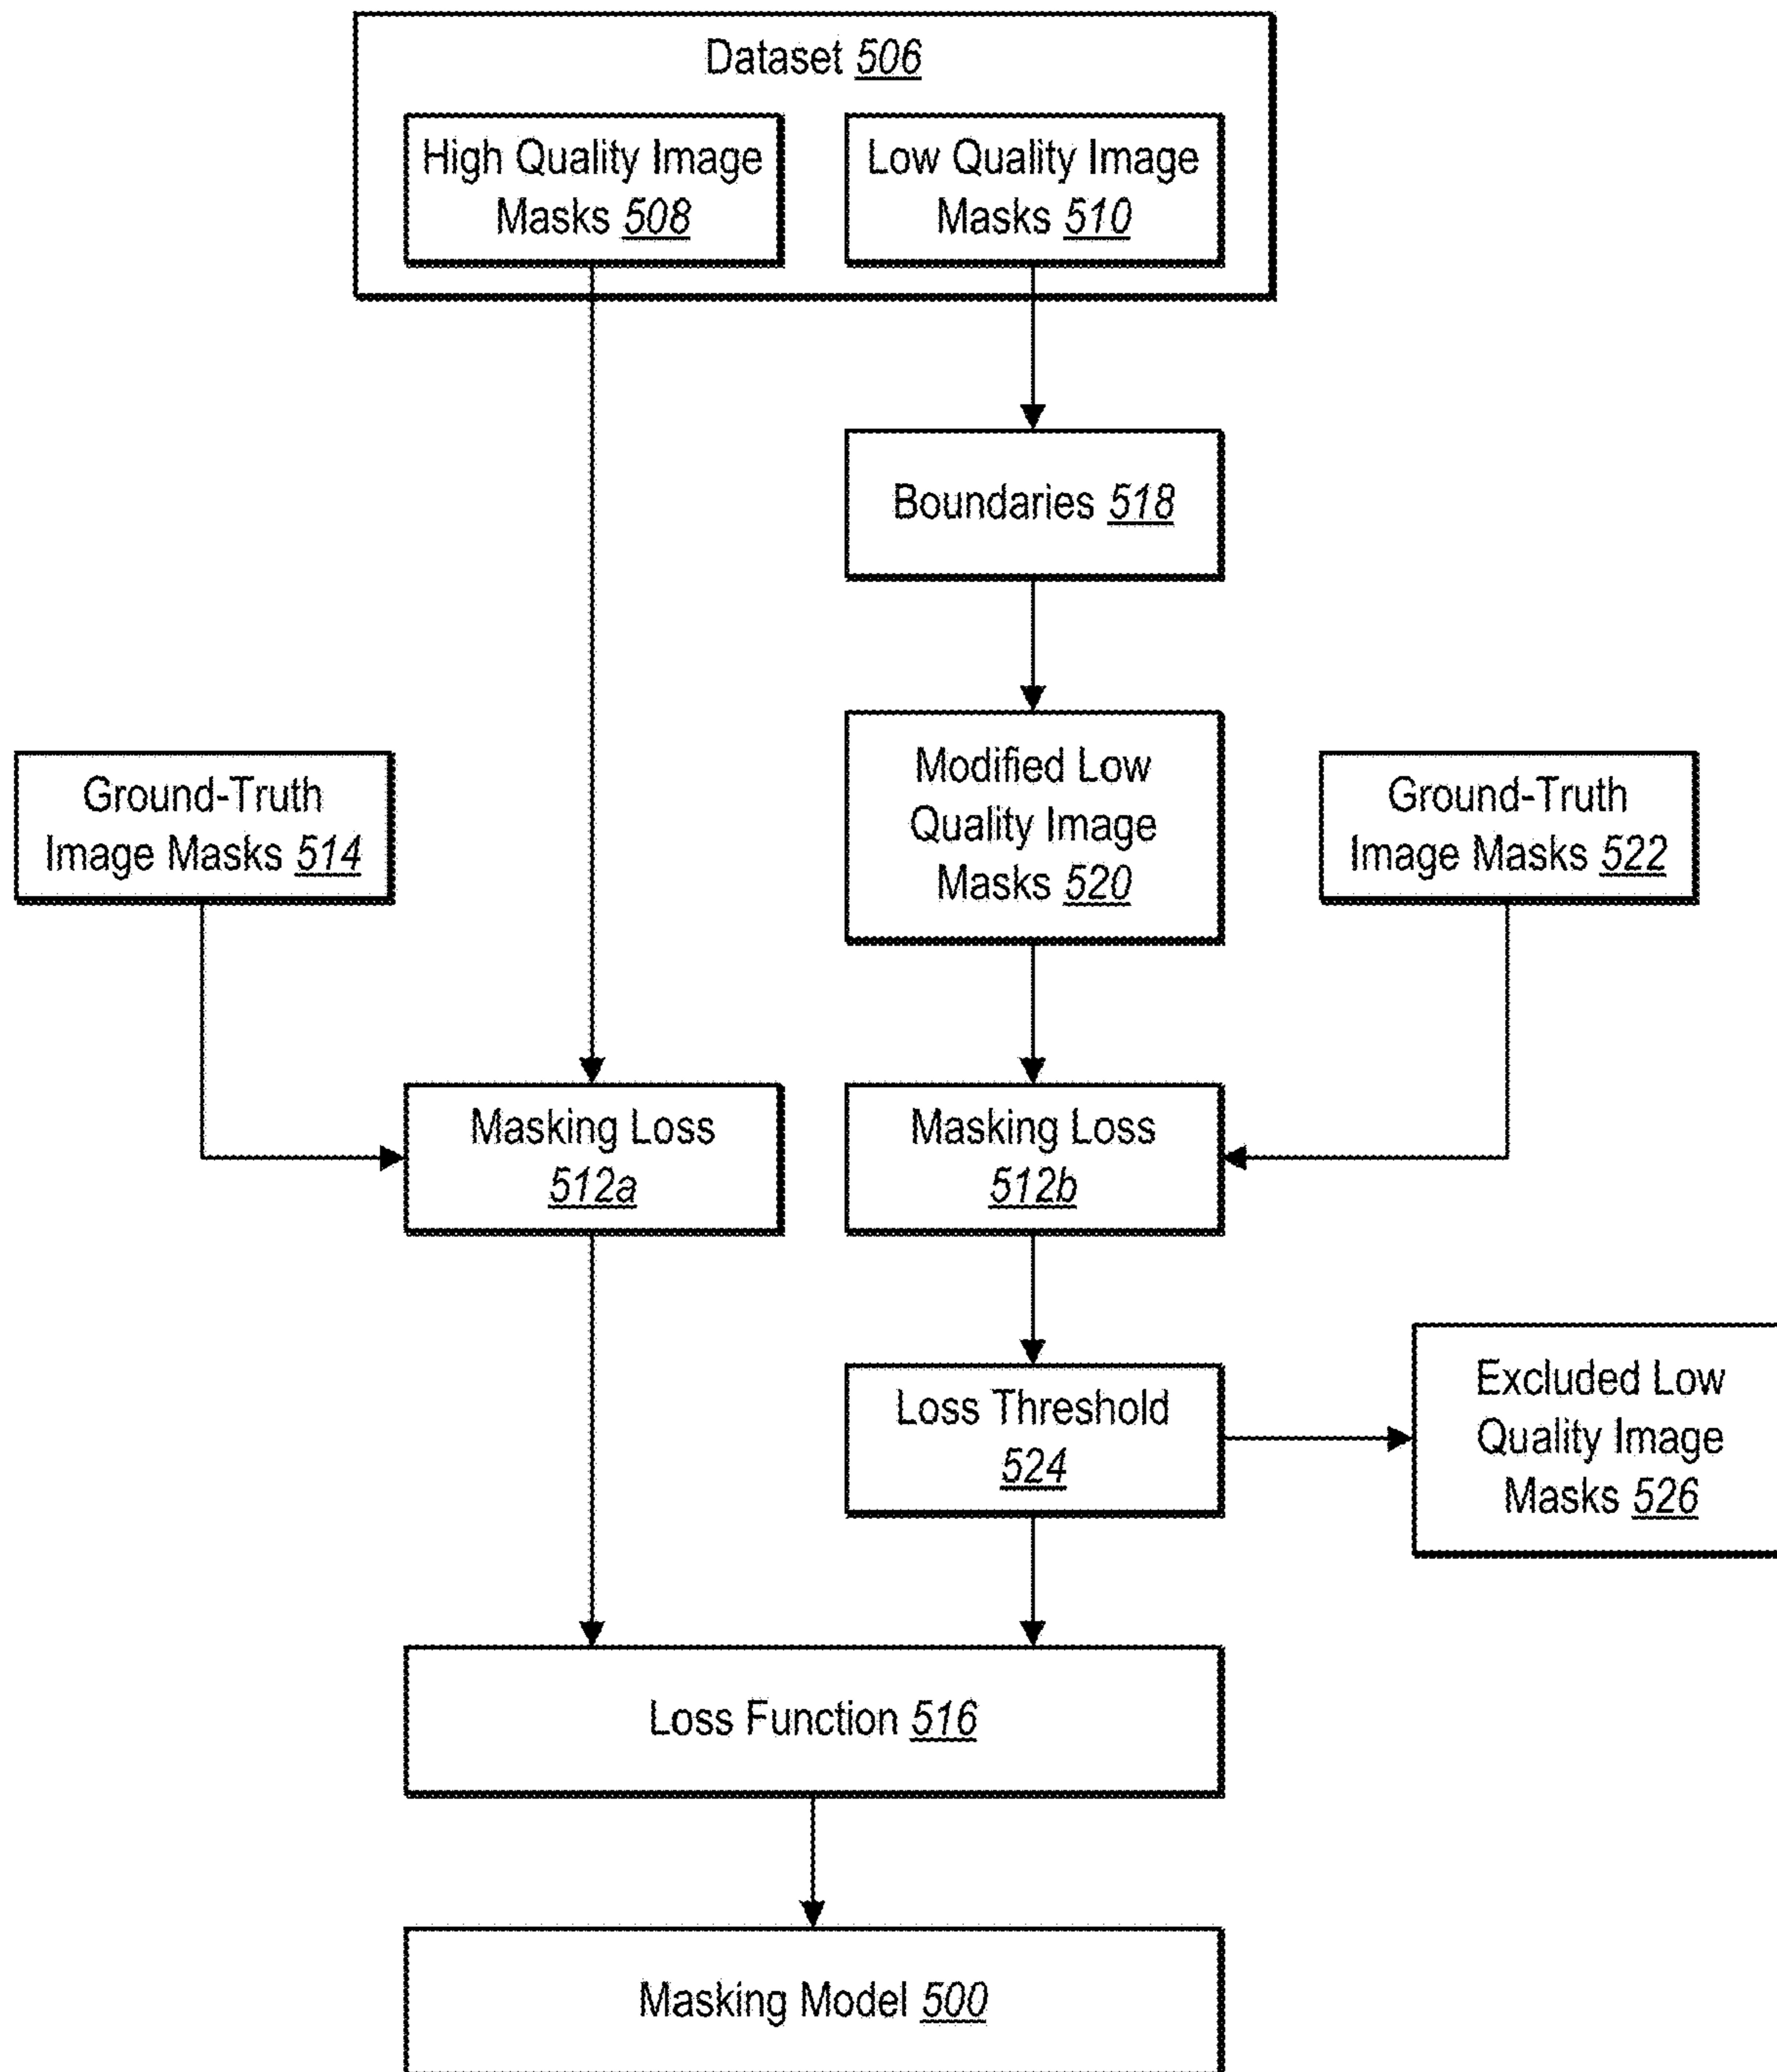 Dataset 506
High Quality Image
Masks 508
Low Quality Image
Masks 510
Boundaries 518
Modified Low
Quality Image
Masks 520
Ground-Truth
Image Masks 514
Ground-Truth
Image Masks 522
Masking Loss
512a
Masking Loss
512b
Loss Threshold
524
Excluded Low
Quality Image
Masks 526
Loss Function 516
Masking Model 500